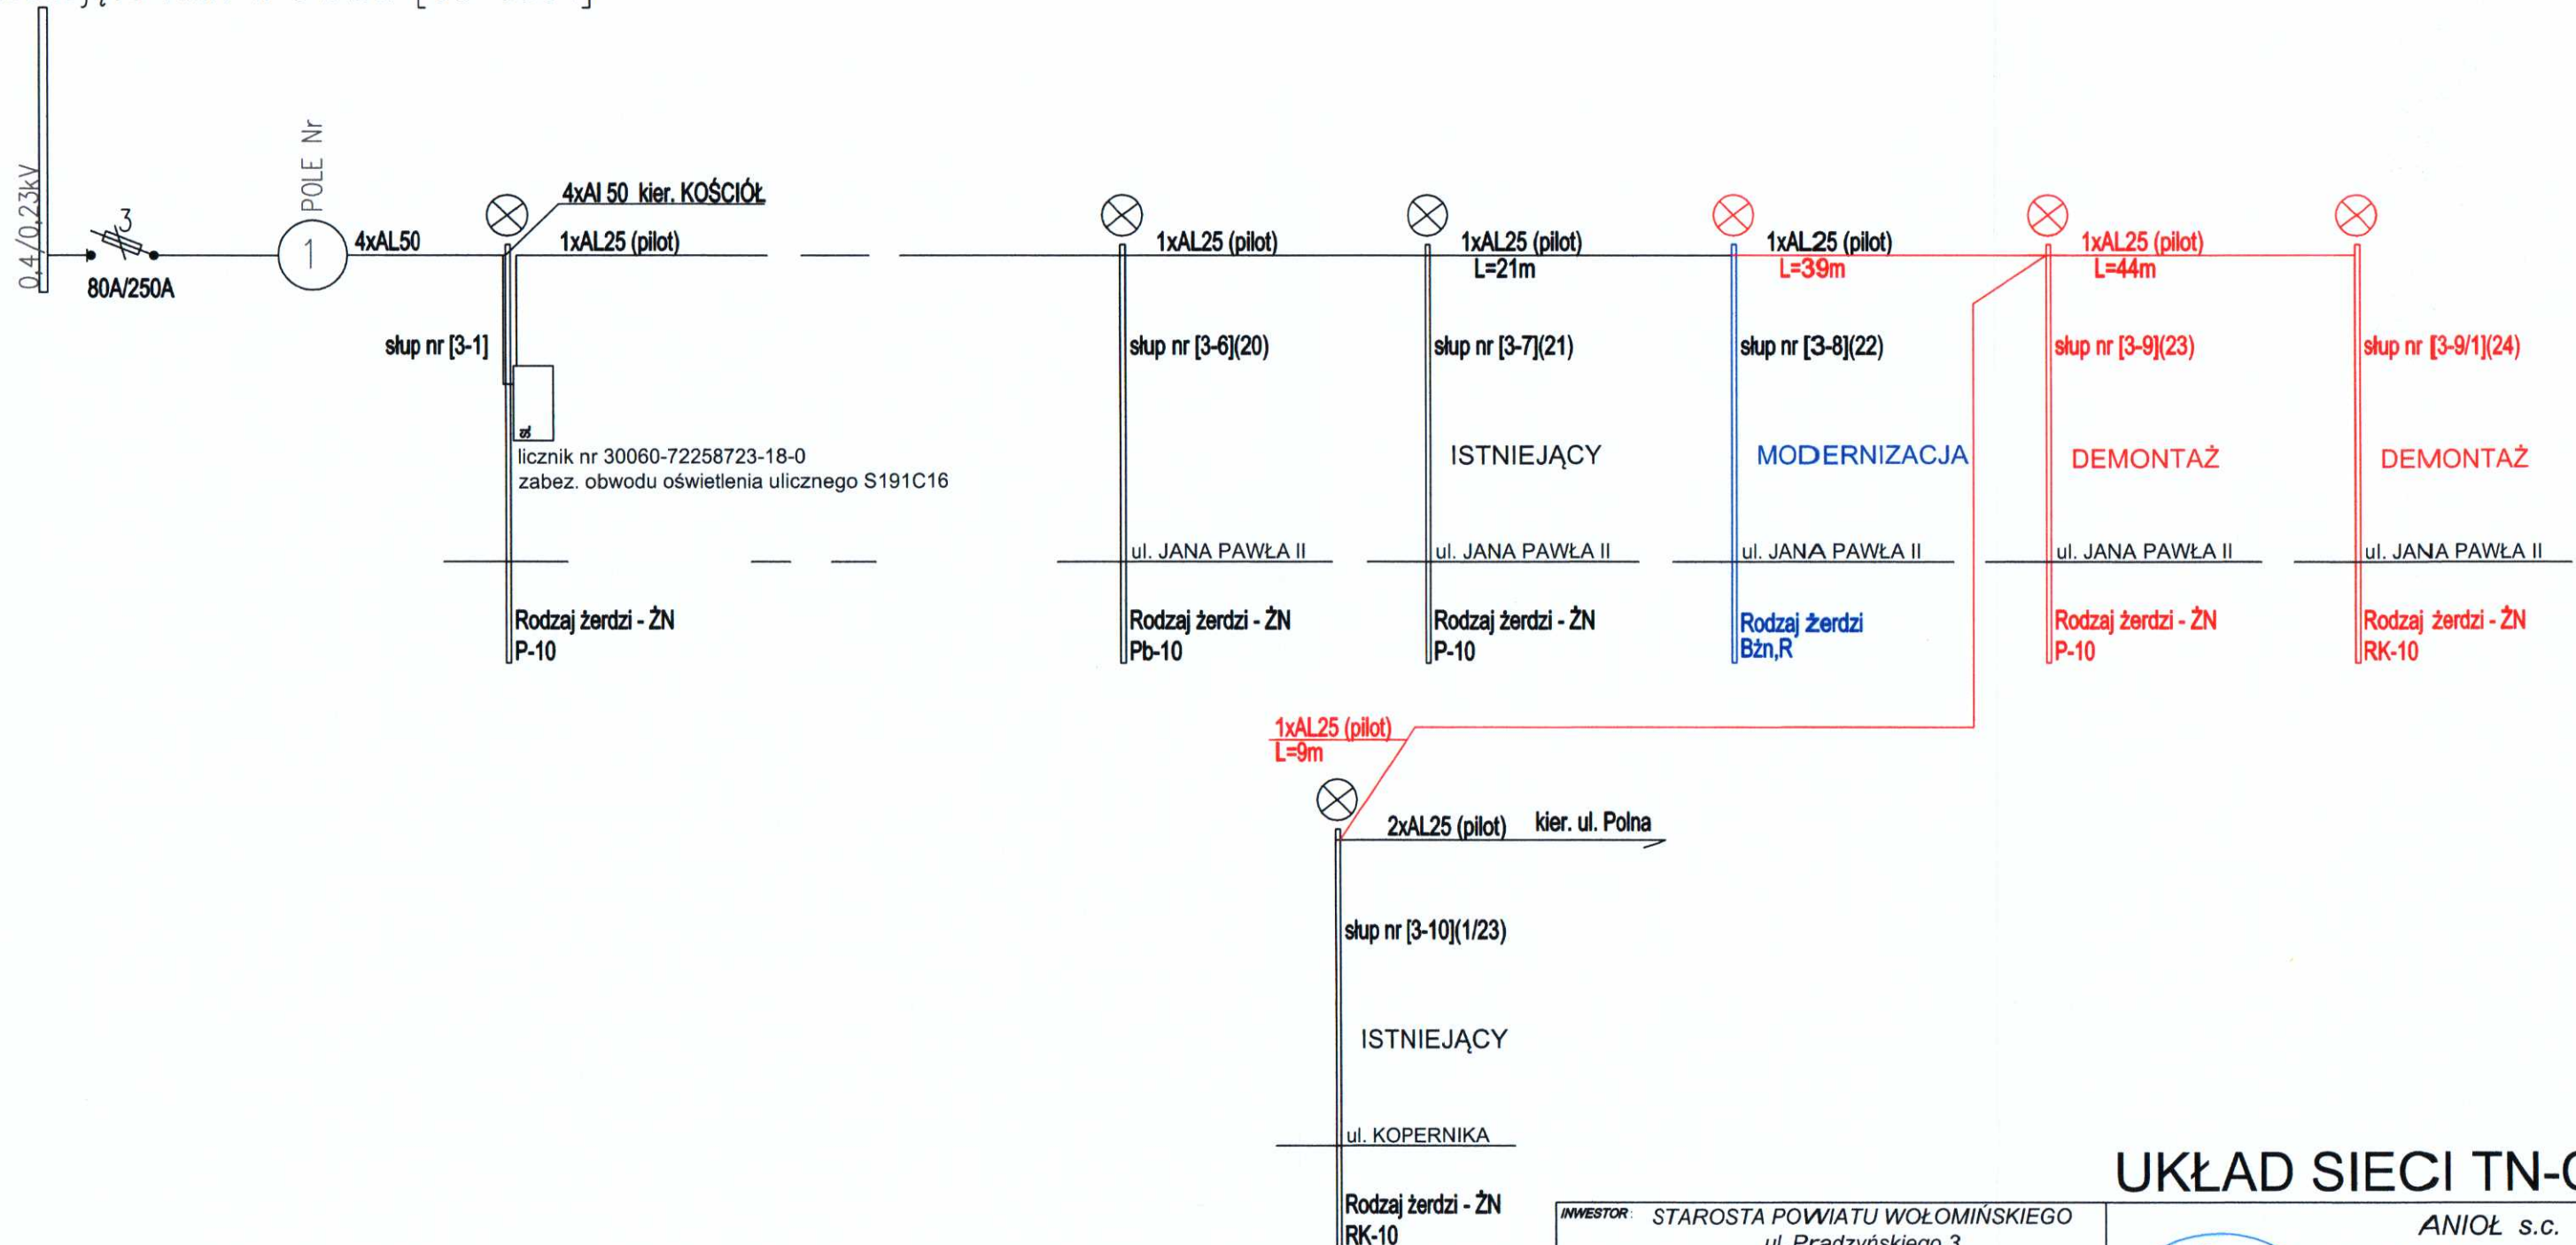 0,4/0,23kV
3
80A/250A
POLE Nr
1
4xAL50
4xAl 50 kier. KOŚCIÓŁ
1xAL25 (pilot)
słup nr [3-1]
licznik nr 30060-72258723-18-0
zabez. obwodu oświetlenia ulicznego S191C16
Rodzaj żerdzi - ŻN
P-10
1xAL25 (pilot)
słup nr [3-6](20)
ul. JANA PAWŁA II
Rodzaj żerdzi - ŻN
Pb-10
1xAL25 (pilot)
L=21m
słup nr [3-7](21)
ISTNIEJĄCY
ul. JANA PAWŁA II
Rodzaj żerdzi - ŻN
P-10
1xAL25 (pilot)
L=39m
słup nr [3-8](22)
MODERNIZACJA
ul. JANA PAWŁA II
Rodzaj żerdzi
Bżn,R
1xAL25 (pilot)
L=44m
słup nr [3-9](23)
DEMONTAŻ
ul. JANA PAWŁA II
Rodzaj żerdzi - ŻN
P-10
słup nr [3-9/1](24)
DEMONTAŻ
ul. JANA PAWŁA II
Rodzaj żerdzi - ŻN
RK-10
1xAL25 (pilot)
L=9m
2xAL25 (pilot) kier. ul. Polna
słup nr [3-10](1/23)
ISTNIEJĄCY
ul. KOPERNIKA
Rodzaj żerdzi - ŻN
RK-10
UKŁAD SIECI TN-C
INWESTOR: STAROSTA POWIATU WOŁOMIŃSKIEGO
ul. Prądzyńskiego 3
ANIOŁ s.c.